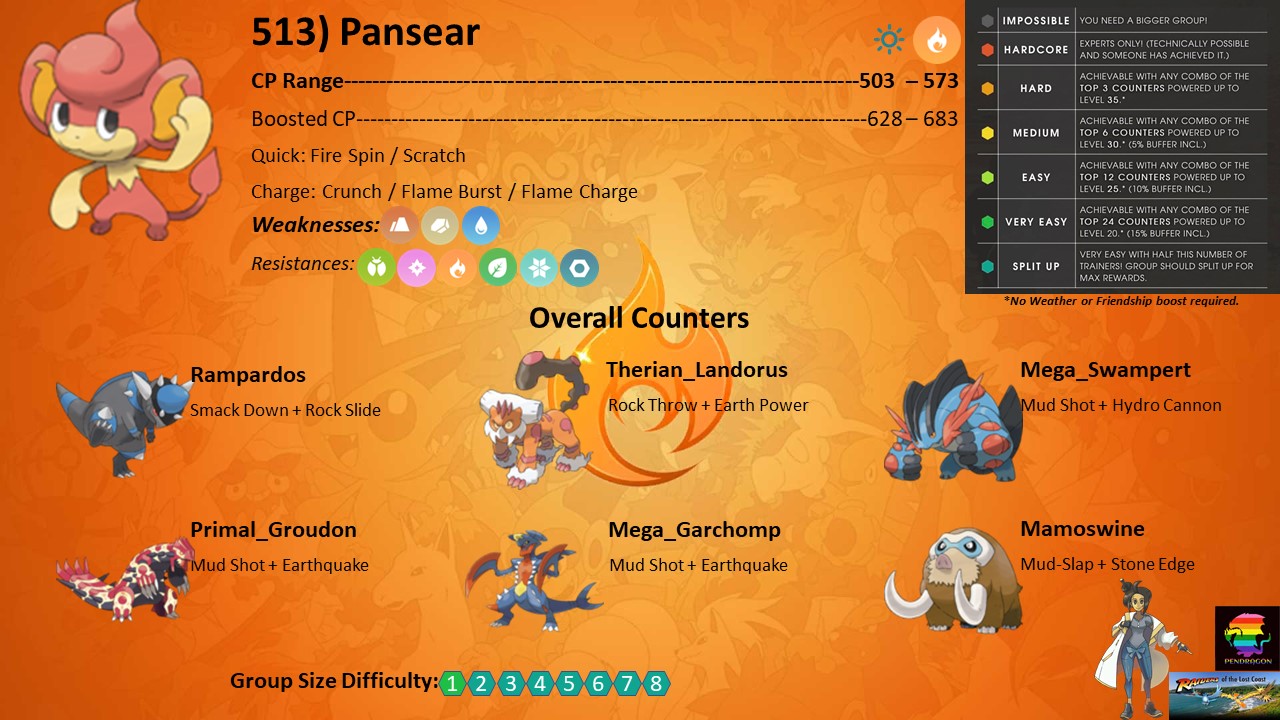 513) Pansear
CP Range---------------------------------------------------------------------------503 – 573
Boosted CP--------------------------------------------------------------------------628 – 683
Quick: Fire Spin / Scratch
Charge: Crunch / Flame Burst / Flame Charge
Weaknesses:
Resistances:
IMPOSSIBLE YOU NEED A BIGGER GROUP!
HARDCORE EXPERTS ONLY! (TECHNICALLY POSSIBLE
AND SOMEONE HAS ACHIEVED IT.)
HARD ACHIEVABLE WITH ANY COMBO OF THE
TOP 3 COUNTERS POWERED UP TO
LEVEL 35.*
MEDIUM ACHIEVABLE WITH ANY COMBO OF THE
TOP 6 COUNTERS POWERED UP TO
LEVEL 30.* (5% BUFFER INCL.)
EASY ACHIEVABLE WITH ANY COMBO OF THE
TOP 12 COUNTERS POWERED UP TO
LEVEL 25.* (10% BUFFER INCL.)
VERY EASY ACHIEVABLE WITH ANY COMBO OF THE
TOP 24 COUNTERS POWERED UP TO
LEVEL 20.* (15% BUFFER INCL.)
SPLIT UP VERY EASY WITH HALF THIS NUMBER OF
TRAINERS! GROUP SHOULD SPLIT UP FOR
MAX REWARDS.
*No Weather or Friendship boost required.
Overall Counters
Rampardos
Smack Down + Rock Slide
Therian_Landorus
Rock Throw + Earth Power
Mega_Swampert
Mud Shot + Hydro Cannon
Primal_Groudon
Mud Shot + Earthquake
Mega_Garchomp
Mud Shot + Earthquake
Mamoswine
Mud-Slap + Stone Edge
Group Size Difficulty: 1 2 3 4 5 6 7 8
PENDRAGON
RAIDERS of the Lost Coast